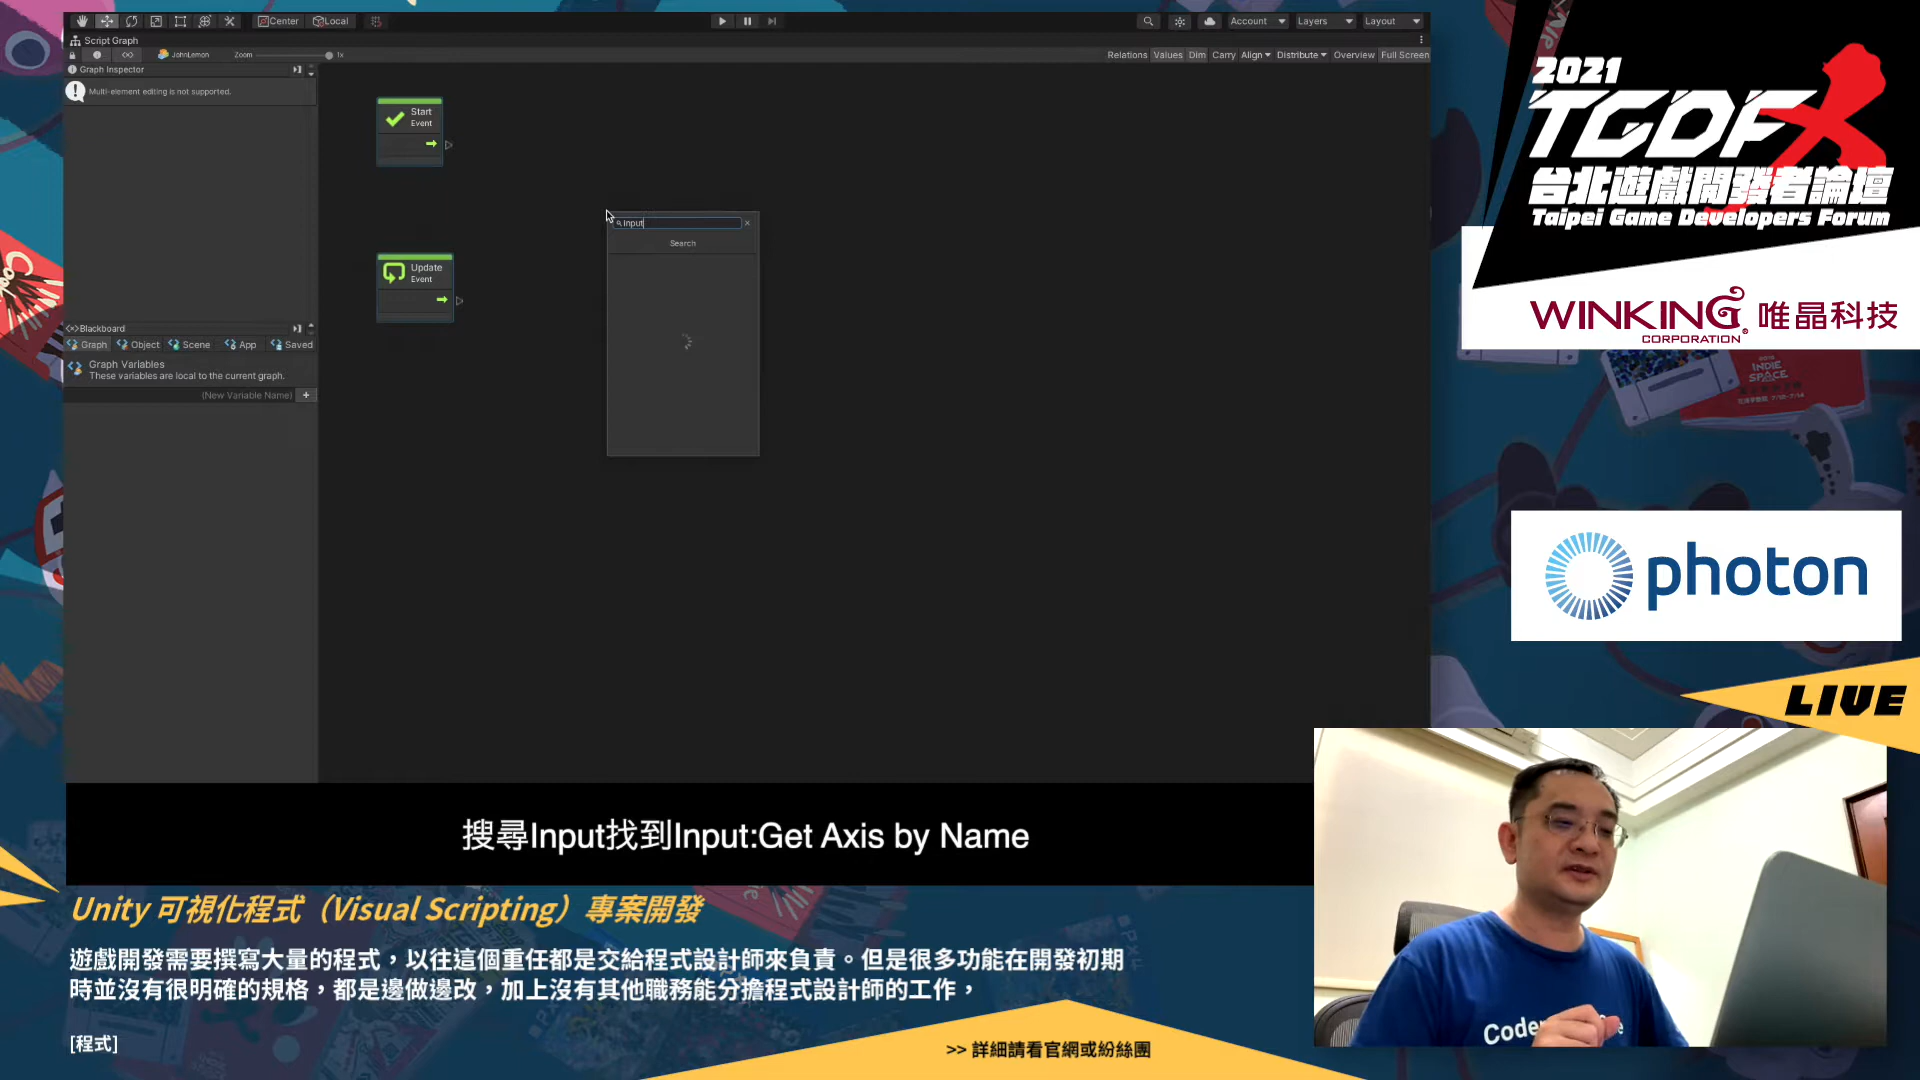 Center
Local
Account
Layers
Layout
Script Graph
JohnLemon
Zoom
1x
Relations
Values
Dim
Carry
Align
Distribute
Overview
Full Screen
Graph Inspector
Multi-element editing is not supported.
Start
Event
Update
Event
Input
Search
Blackboard
Graph
Object
Scene
App
Saved
Graph Variables
These variables are local to the current graph.
(New Variable Name)
2021
TGDF
台北遊戲開發者論壇
Taipei Game Developers Forum
WINKING
CORPORATION
唯晶科技
INDIE
SPACE
photon
LIVE
搜尋Input找到Input:Get Axis by Name
Unity 可視化程式（Visual Scripting）專案開發
遊戲開發需要撰寫大量的程式，以往這個重任都是交給程式設計師來負責。但是很多功能在開發初期
時並沒有很明確的規格，都是邊做邊改，加上沒有其他職務能分擔程式設計師的工作，
[程式]
>> 詳細請看官網或紛絲團